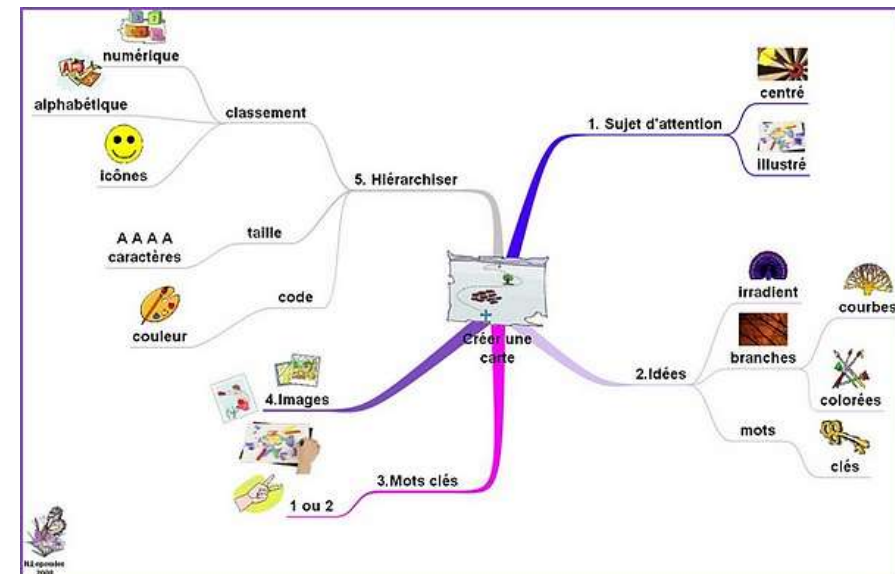 Créer une
carte
1. Sujet d'attention
centré
illustré
2.Idées
irradient
branches
courbes
colorées
mots
clés
3.Mots clés
1 ou 2
4.Images
5. Hiérarchiser
classement
numérique
alphabétique
icônes
taille
A A A A
caractères
code
couleur